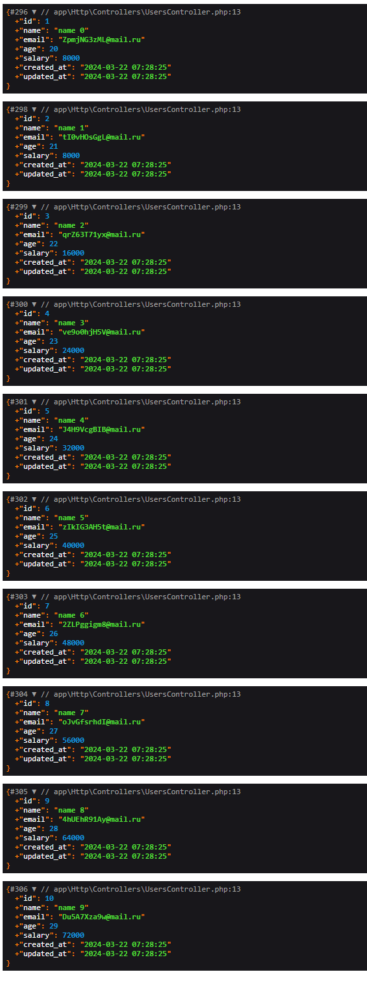 {#296 ▼ // app\Http\Controllers\UsersController.php:13
+"id": 1
+"name": "name 0"
+"email": "ZpmjNG3zML@mail.ru"
+"age": 20
+"salary": 8000
+"created_at": "2024-03-22 07:28:25"
+"updated_at": "2024-03-22 07:28:25"
}
{#298 ▼ // app\Http\Controllers\UsersController.php:13
+"id": 2
+"name": "name 1"
+"email": "tI0vHOsGgL@mail.ru"
+"age": 21
+"salary": 8000
+"created_at": "2024-03-22 07:28:25"
+"updated_at": "2024-03-22 07:28:25"
}
{#299 ▼ // app\Http\Controllers\UsersController.php:13
+"id": 3
+"name": "name 2"
+"email": "qrZ63T71yx@mail.ru"
+"age": 22
+"salary": 16000
+"created_at": "2024-03-22 07:28:25"
+"updated_at": "2024-03-22 07:28:25"
}
{#300 ▼ // app\Http\Controllers\UsersController.php:13
+"id": 4
+"name": "name 3"
+"email": "ve9o0hjH5V@mail.ru"
+"age": 23
+"salary": 24000
+"created_at": "2024-03-22 07:28:25"
+"updated_at": "2024-03-22 07:28:25"
}
{#301 ▼ // app\Http\Controllers\UsersController.php:13
+"id": 5
+"name": "name 4"
+"email": "J4H9VcgBIB@mail.ru"
+"age": 24
+"salary": 32000
+"created_at": "2024-03-22 07:28:25"
+"updated_at": "2024-03-22 07:28:25"
}
{#302 ▼ // app\Http\Controllers\UsersController.php:13
+"id": 6
+"name": "name 5"
+"email": "zIkIG3AH5t@mail.ru"
+"age": 25
+"salary": 40000
+"created_at": "2024-03-22 07:28:25"
+"updated_at": "2024-03-22 07:28:25"
}
{#303 ▼ // app\Http\Controllers\UsersController.php:13
+"id": 7
+"name": "name 6"
+"email": "2ZLPggigm8@mail.ru"
+"age": 26
+"salary": 48000
+"created_at": "2024-03-22 07:28:25"
+"updated_at": "2024-03-22 07:28:25"
}
{#304 ▼ // app\Http\Controllers\UsersController.php:13
+"id": 8
+"name": "name 7"
+"email": "oJvGfsrhdI@mail.ru"
+"age": 27
+"salary": 56000
+"created_at": "2024-03-22 07:28:25"
+"updated_at": "2024-03-22 07:28:25"
}
{#305 ▼ // app\Http\Controllers\UsersController.php:13
+"id": 9
+"name": "name 8"
+"email": "4hUEhR91Ay@mail.ru"
+"age": 28
+"salary": 64000
+"created_at": "2024-03-22 07:28:25"
+"updated_at": "2024-03-22 07:28:25"
}
{#306 ▼ // app\Http\Controllers\UsersController.php:13
+"id": 10
+"name": "name 9"
+"email": "Du5A7Xza9w@mail.ru"
+"age": 29
+"salary": 72000
+"created_at": "2024-03-22 07:28:25"
+"updated_at": "2024-03-22 07:28:25"
}